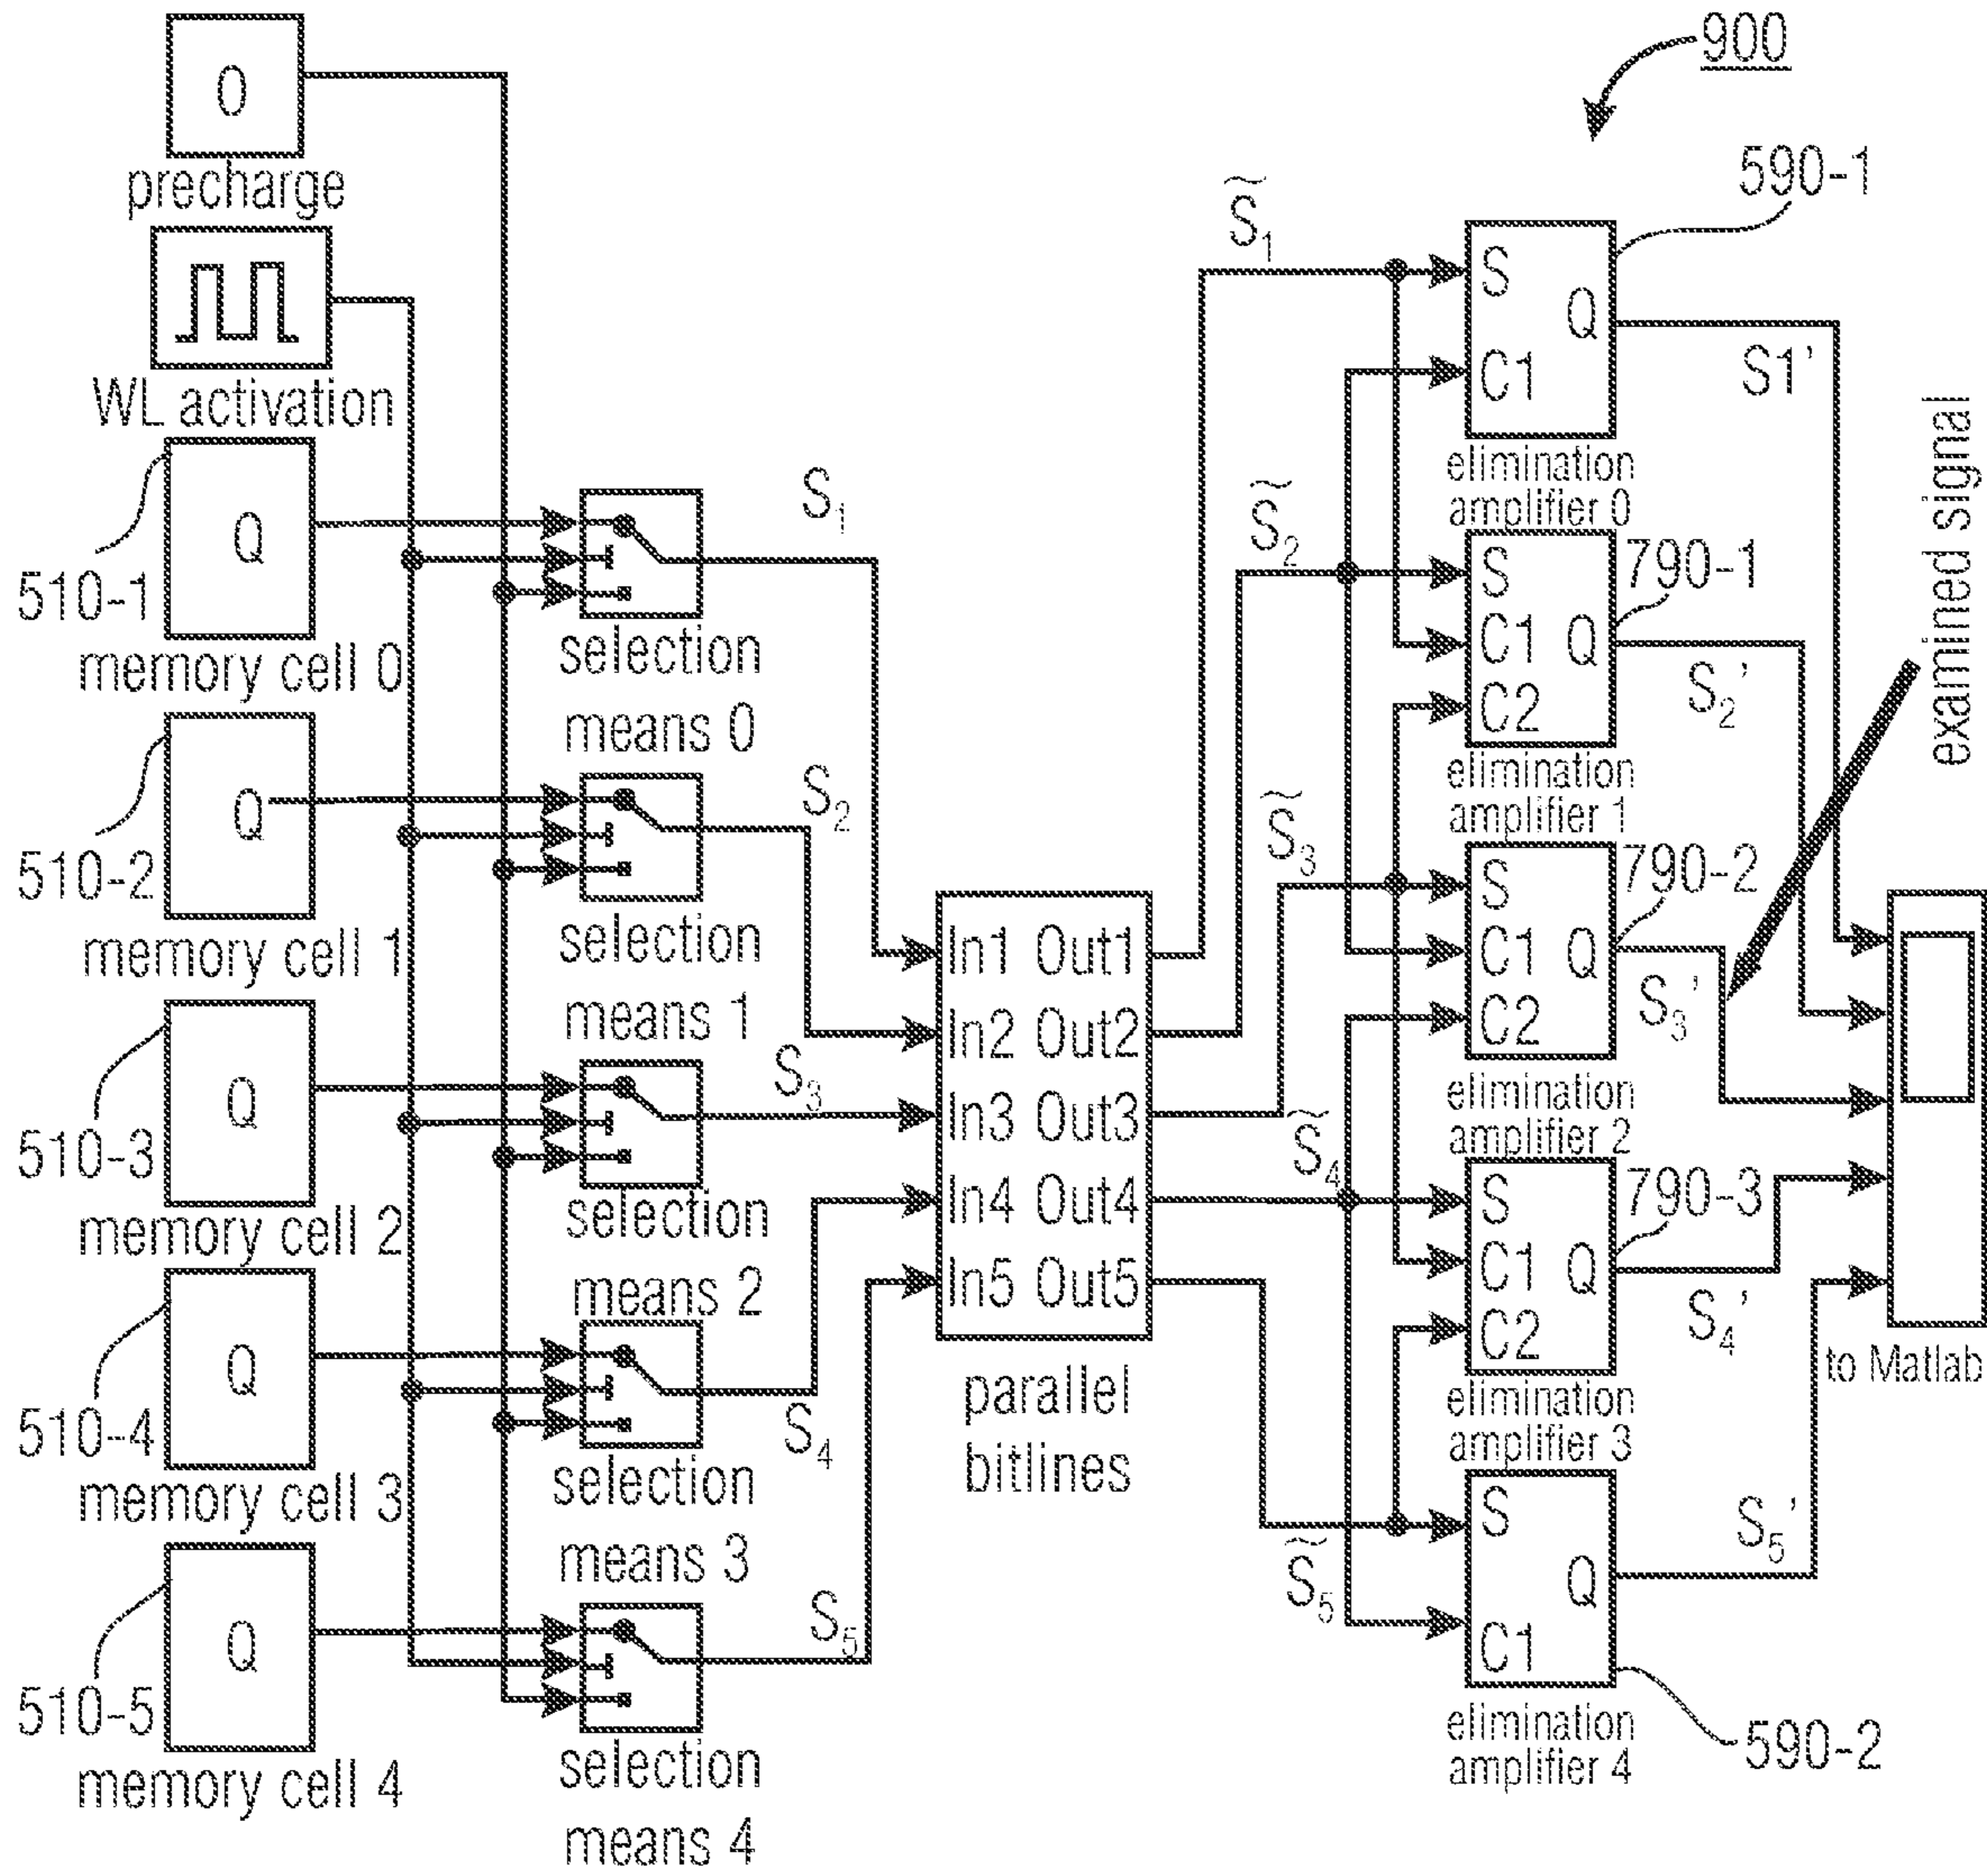 900
O
precharge
WL activation
510-1
Q
memory cell 0
510-2
Q
memory cell 1
510-3
Q
memory cell 2
510-4
Q
memory cell 3
510-5
Q
memory cell 4
selection
means 0
selection
means 1
selection
means 2
selection
means 3
selection
means 4
S₁
S₂
S₃
S₄
S₅
In1 Out1
In2 Out2
In3 Out3
In4 Out4
In5 Out5
parallel
bitlines
S̃₁
S̃₂
S̃₃
S̃₄
S̃₅
590-1
S
Q
C1
elimination
amplifier 0
S1'
790-1
S
C1 Q
C2
elimination
amplifier 1
S₂'
790-2
S
C1 Q
C2
elimination
amplifier 2
S₃'
790-3
S
C1 Q
C2
elimination
amplifier 3
S₄'
S
Q
C1
elimination
amplifier 4
590-2
S₅'
examined signal
to Matlab